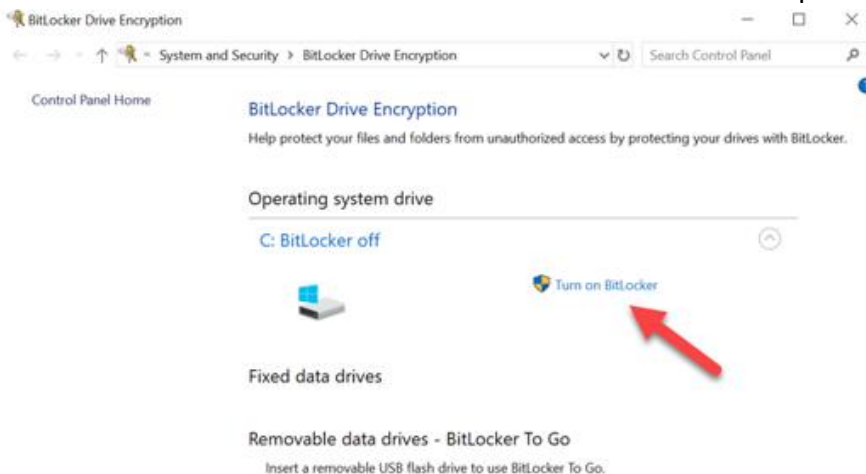 BitLocker Drive Encryption
System and Security > BitLocker Drive Encryption
Search Control Panel
Control Panel Home
BitLocker Drive Encryption
Help protect your files and folders from unauthorized access by protecting your drives with BitLocker.
Operating system drive
C: BitLocker off
Turn on BitLocker
Fixed data drives
Removable data drives - BitLocker To Go
Insert a removable USB flash drive to use BitLocker To Go.